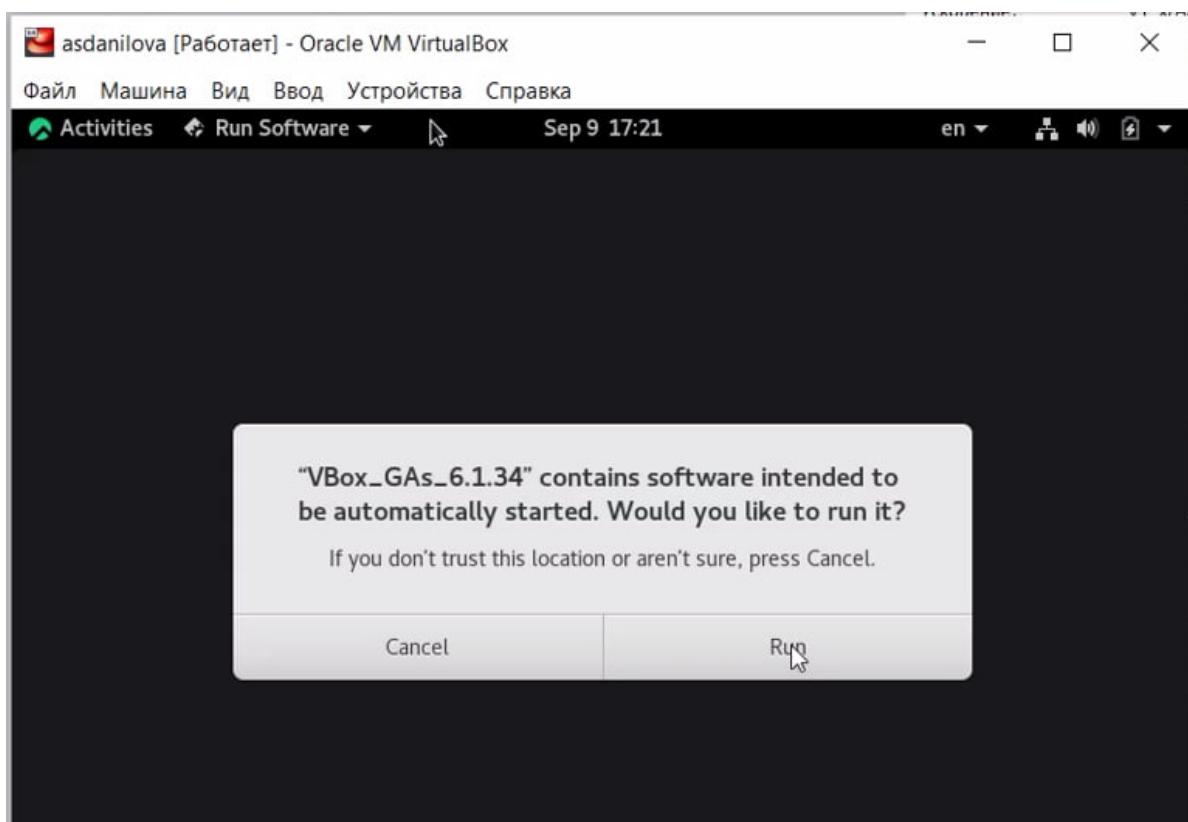 asdanilova [Работает] - Oracle VM VirtualBox
Файл Машина Вид Ввод Устройства Справка
Activities Run Software Sep 9 17:21 en
“VBox_GAs_6.1.34” contains software intended to
be automatically started. Would you like to run it?
If you don't trust this location or aren't sure, press Cancel.
Cancel Run